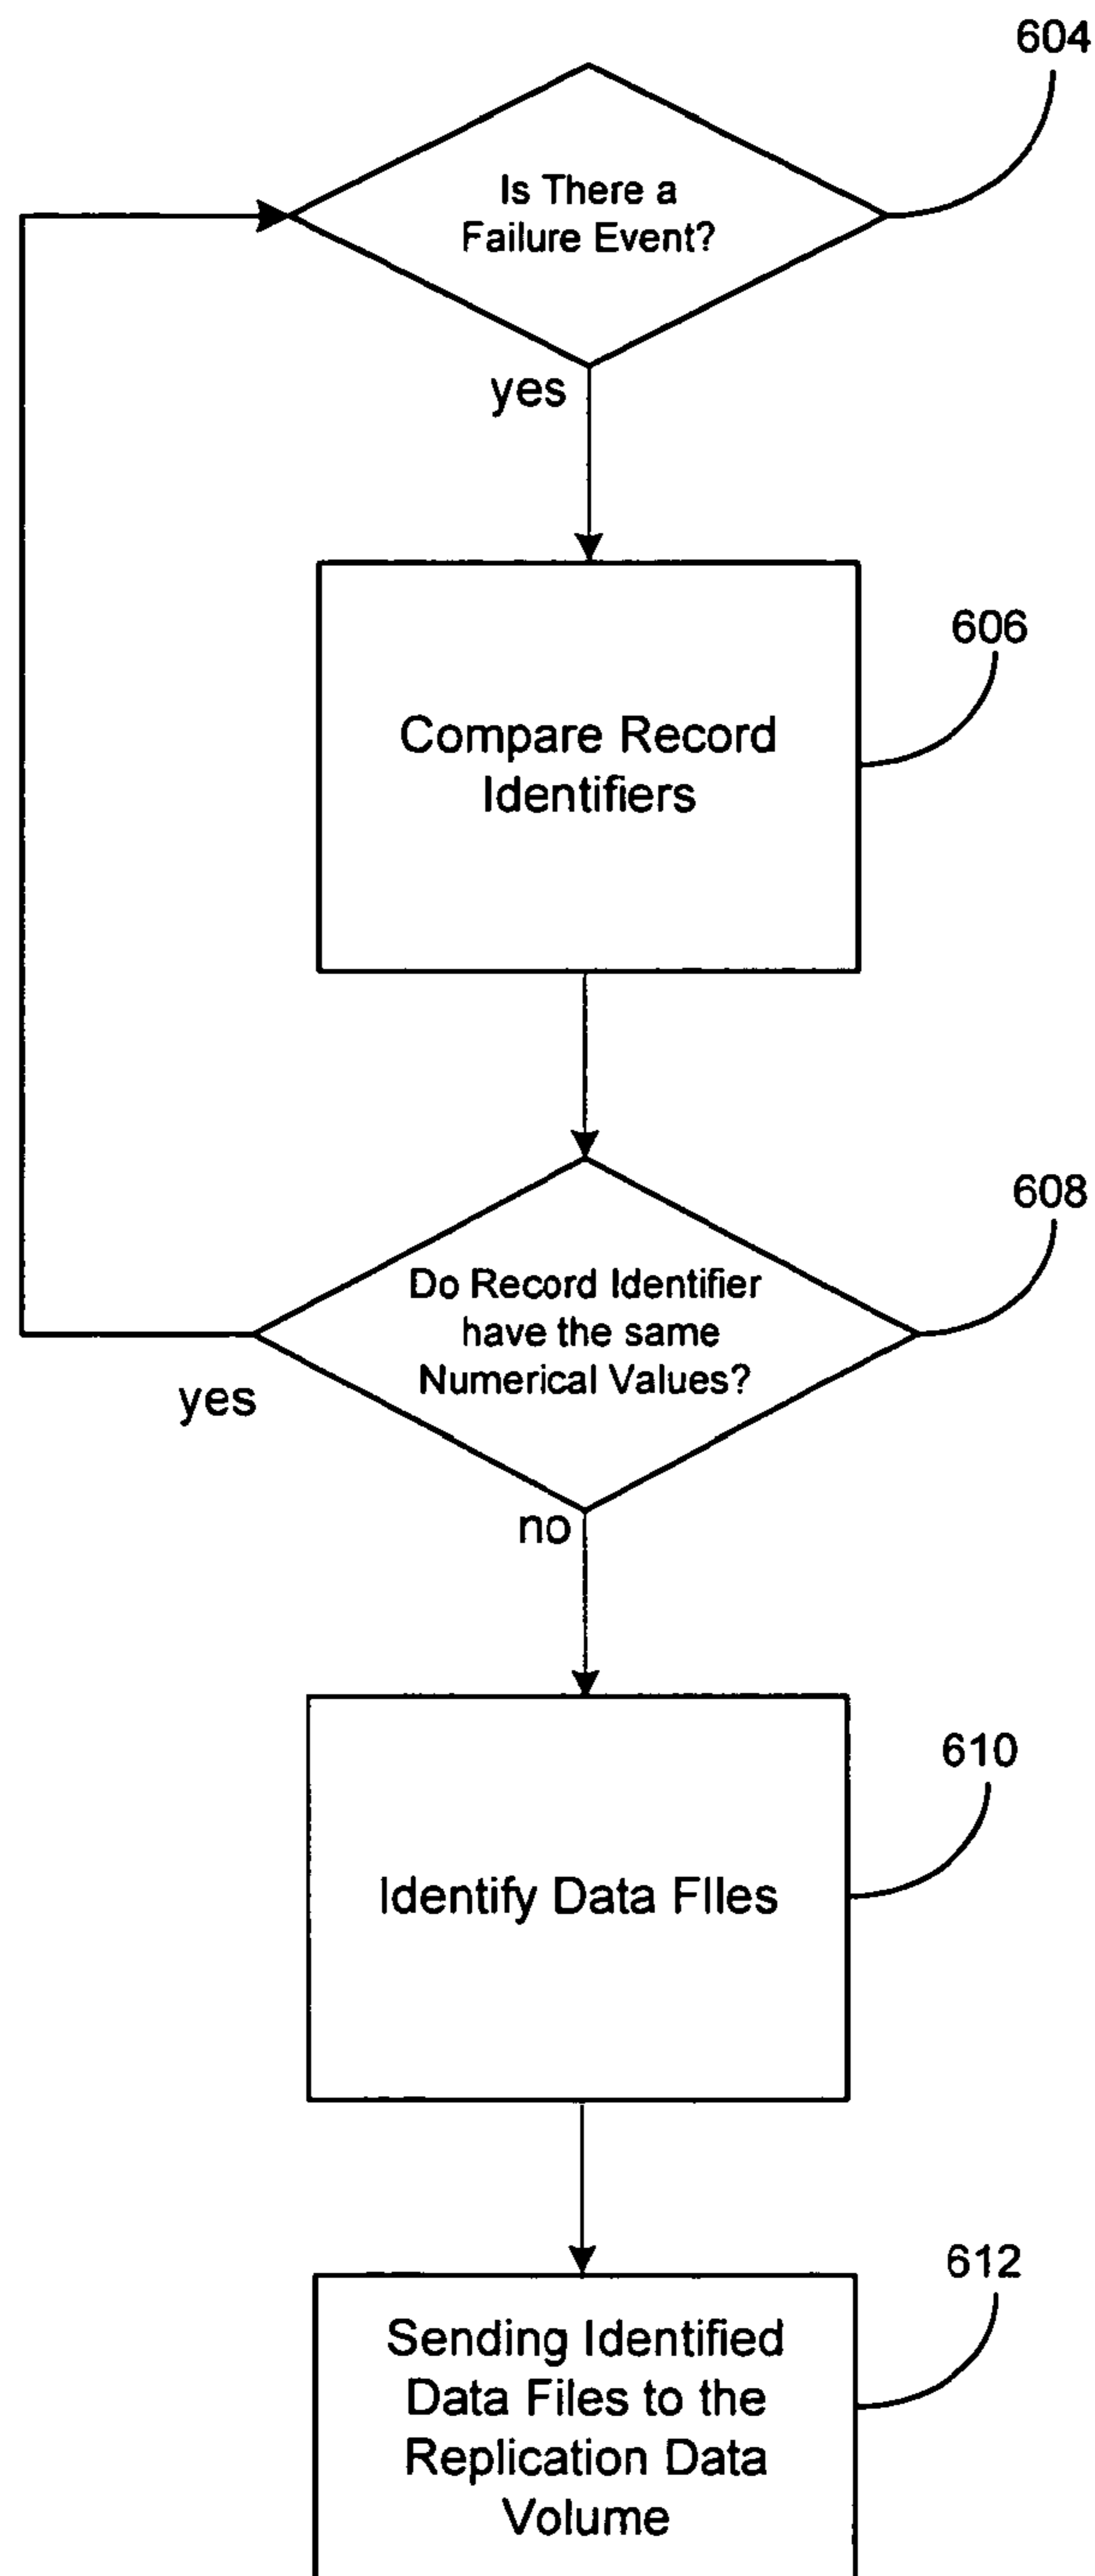 604
Is There a
Failure Event?
yes
606
Compare Record
Identifiers
608
Do Record Identifier
have the same
Numerical Values?
yes
no
610
Identify Data FIles
612
Sending Identified
Data Files to the
Replication Data
Volume